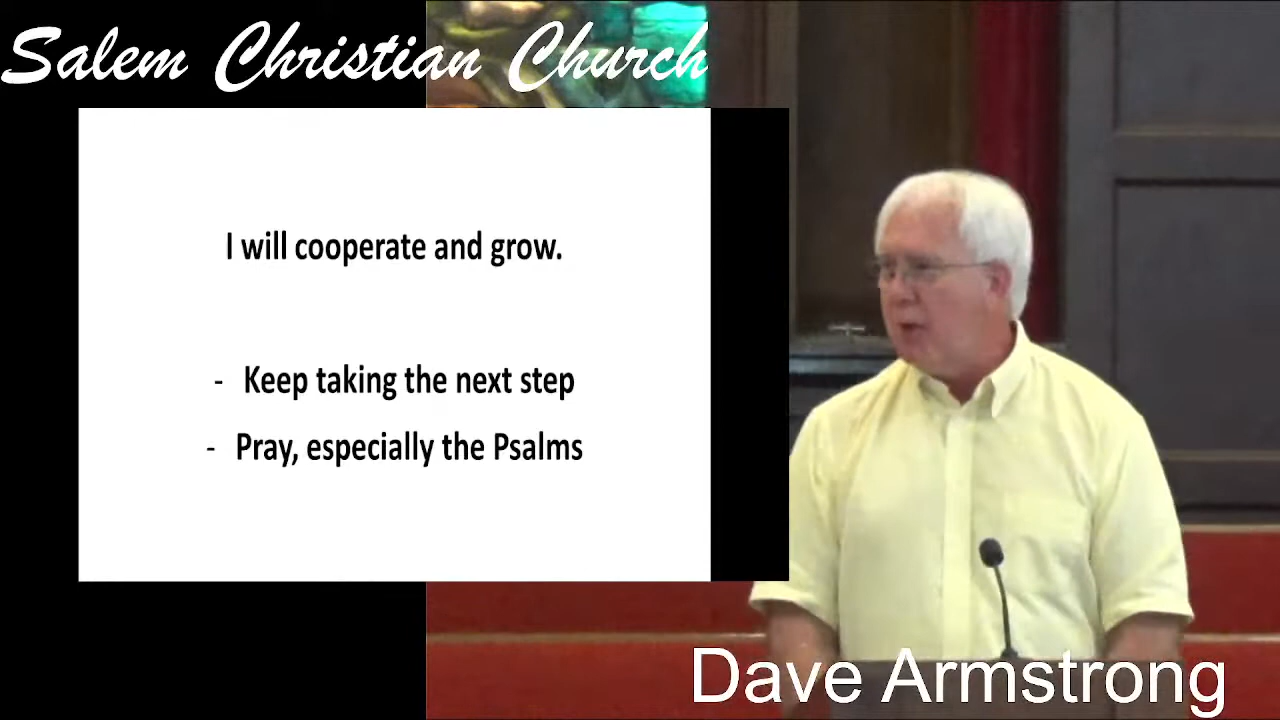 Salem Christian Church
I will cooperate and grow.
- Keep taking the next step
- Pray, especially the Psalms
Dave Armstrong